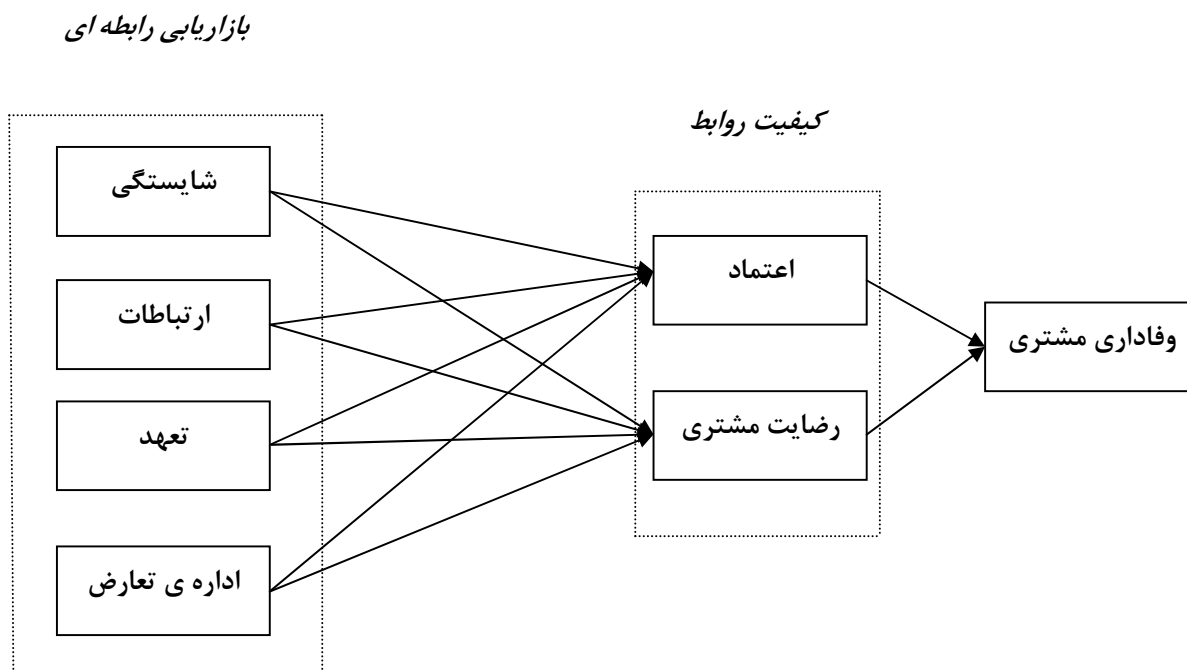 بازاریابی رابطه ای
کیفیت روابط
شایستگی
ارتباطات
تعهد
اداره ی تعارض
اعتماد
رضایت مشتری
وفاداری مشتری